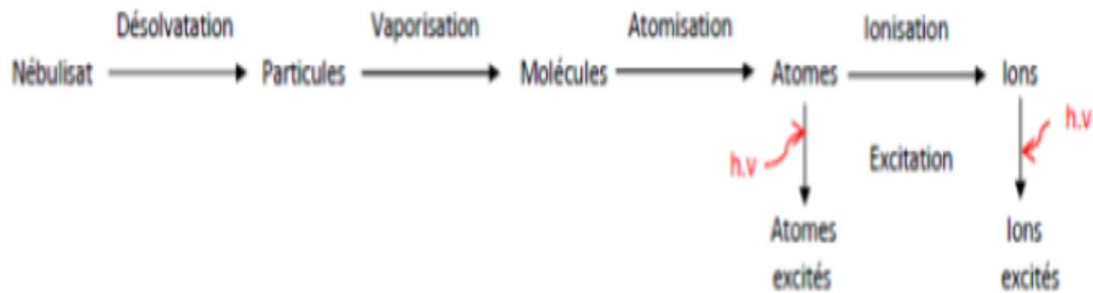 Désolvatation Vaporisation Atomisation Ionisation
Nébulisat Particules Molécules Atomes Ions
h.v
h.v Excitation
Atomes Ions
excités excités